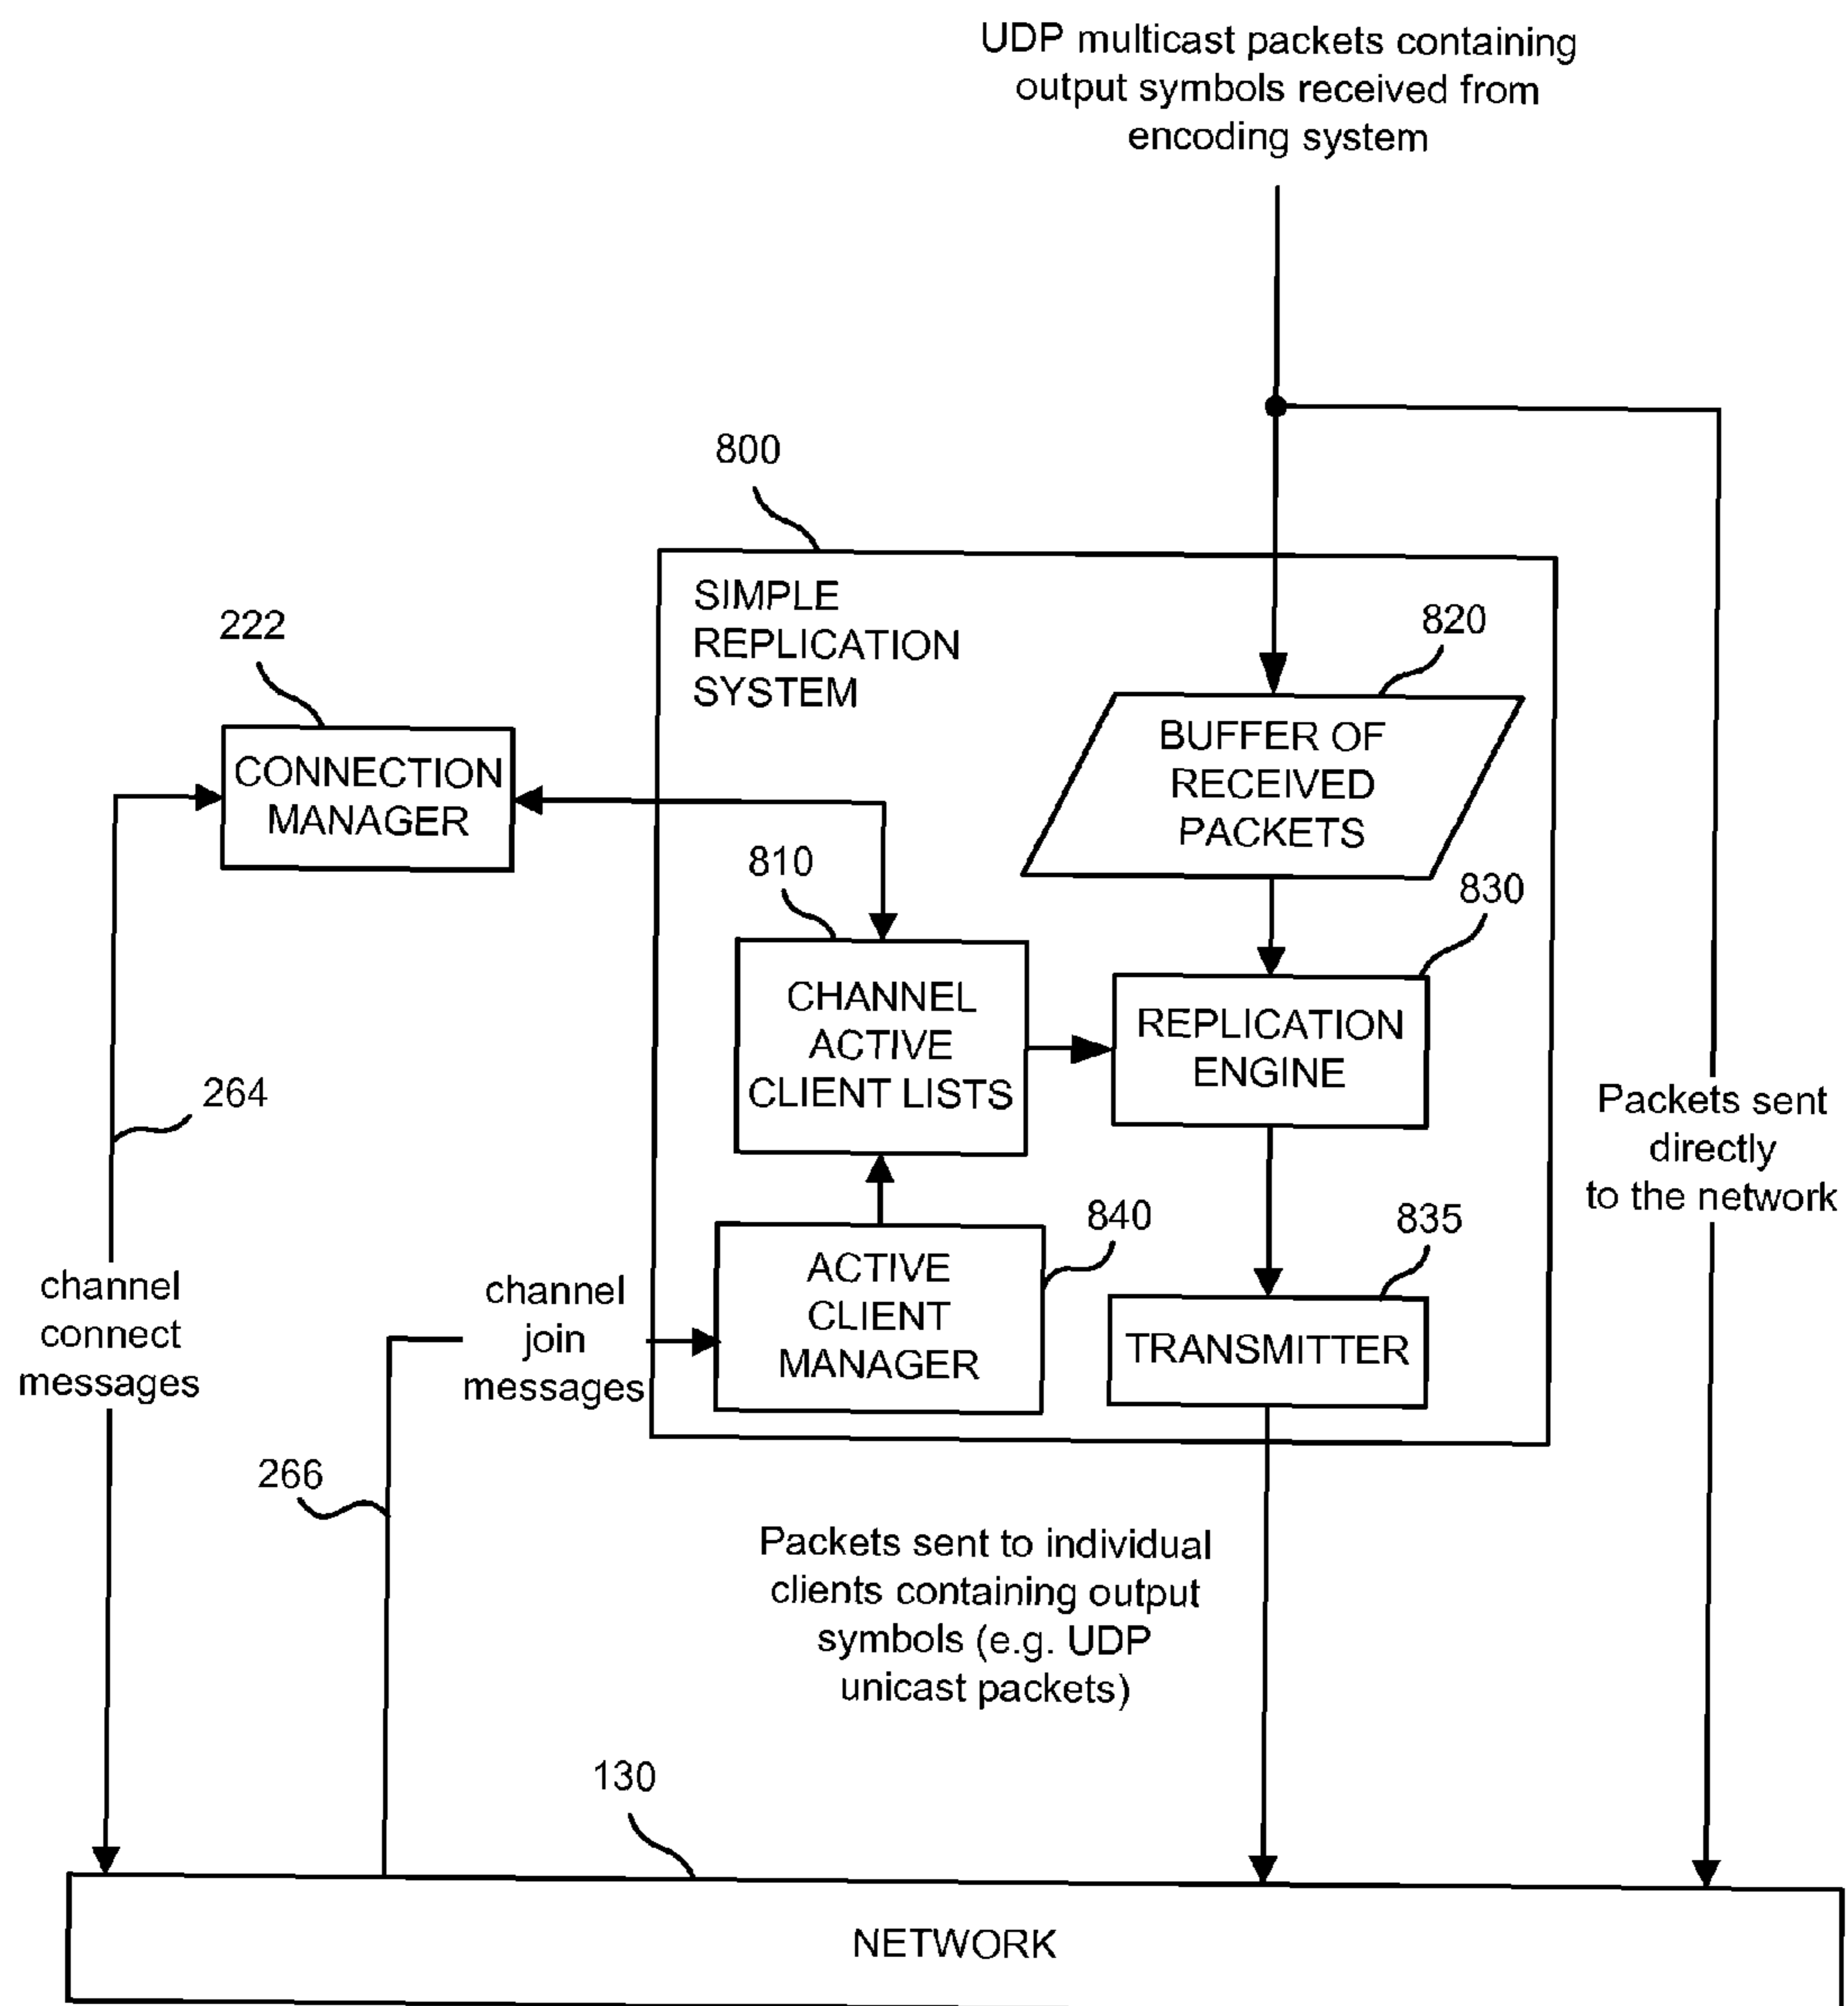 UDP multicast packets containing
output symbols received from
encoding system
800
SIMPLE
REPLICATION
SYSTEM
222
820
CONNECTION
MANAGER
BUFFER OF
RECEIVED
PACKETS
810
830
CHANNEL
ACTIVE
CLIENT LISTS
REPLICATION
ENGINE
264
Packets sent
directly
to the network
840
835
channel
connect
messages
channel
join
messages
ACTIVE
CLIENT
MANAGER
TRANSMITTER
266
Packets sent to individual
clients containing output
symbols (e.g. UDP
unicast packets)
130
NETWORK